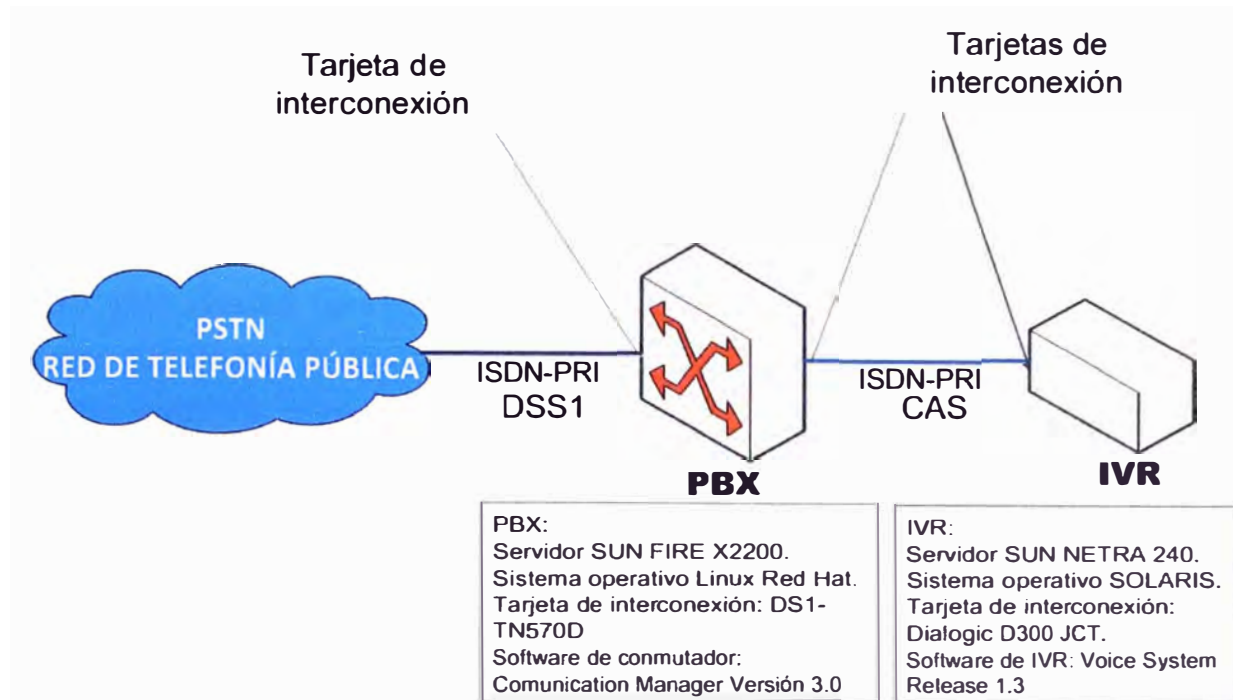 Tarjeta de
interconexión
Tarjetas de
interconexión
PSTN
RED DE TELEFONÍA PÚBLICA
ISDN-PRI
DSS1
ISDN-PRI
CAS
PBX
IVR
PBX:
Servidor SUN FIRE X2200.
Sistema operativo Linux Red Hat.
Tarjeta de interconexión: DS1-
TN570D
Software de conmutador:
Comunication Manager Versión 3.0
IVR:
Servidor SUN NETRA 240.
Sistema operativo SOLARIS.
Tarjeta de interconexión:
Dialogic D300 JCT.
Software de IVR: Voice System
Release 1.3